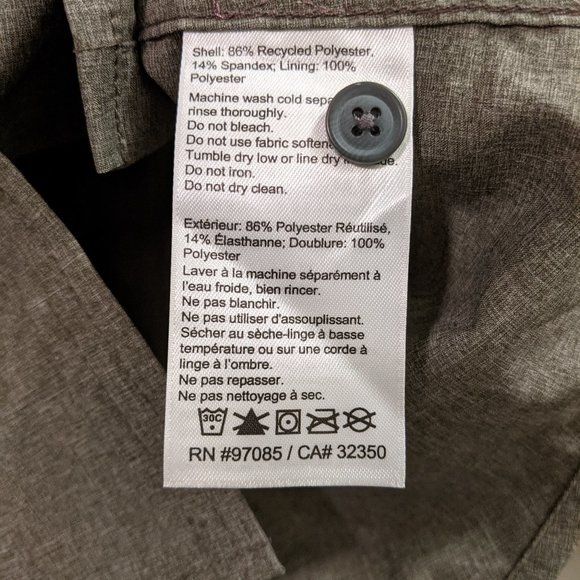 Shell: 86% Recycled Polyester,
14% Spandex; Lining: 100%
Polyester
Machine wash cold
rinse thoroughly.
Do not bleach.
Do not use fabric
Tumble dry low or line dry
Do not iron.
Do not dry clean.
Extérieur: 86% Polyester Réutilisé,
14% Élasthanne; Doublure: 100%
Polyester
Laver à la machine séparément à
l'eau froide, bien rincer.
Ne pas blanchir.
Ne pas utiliser d'assouplissant.
Sécher au sèche-linge à basse
température ou sur une corde à
linge à l'ombre.
Ne pas repasser.
Ne pas nettoyage à sec.
30C
RN #97085 / CA# 32350